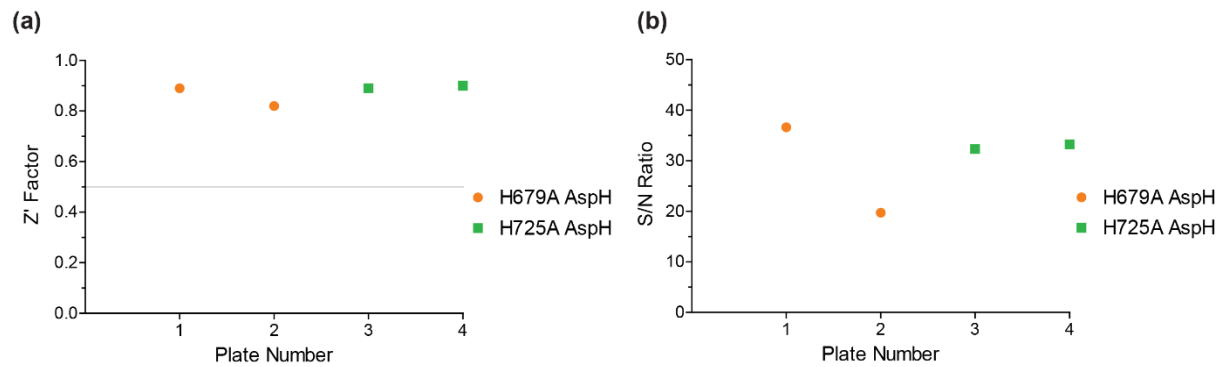 (a)
1.0
0.8
0.6
0.4
0.2
0.0
Z' Factor
1 2 3 4
Plate Number
H679A AspH
H725A AspH
(b)
50
40
30
20
10
0
S/N Ratio
1 2 3 4
Plate Number
H679A AspH
H725A AspH